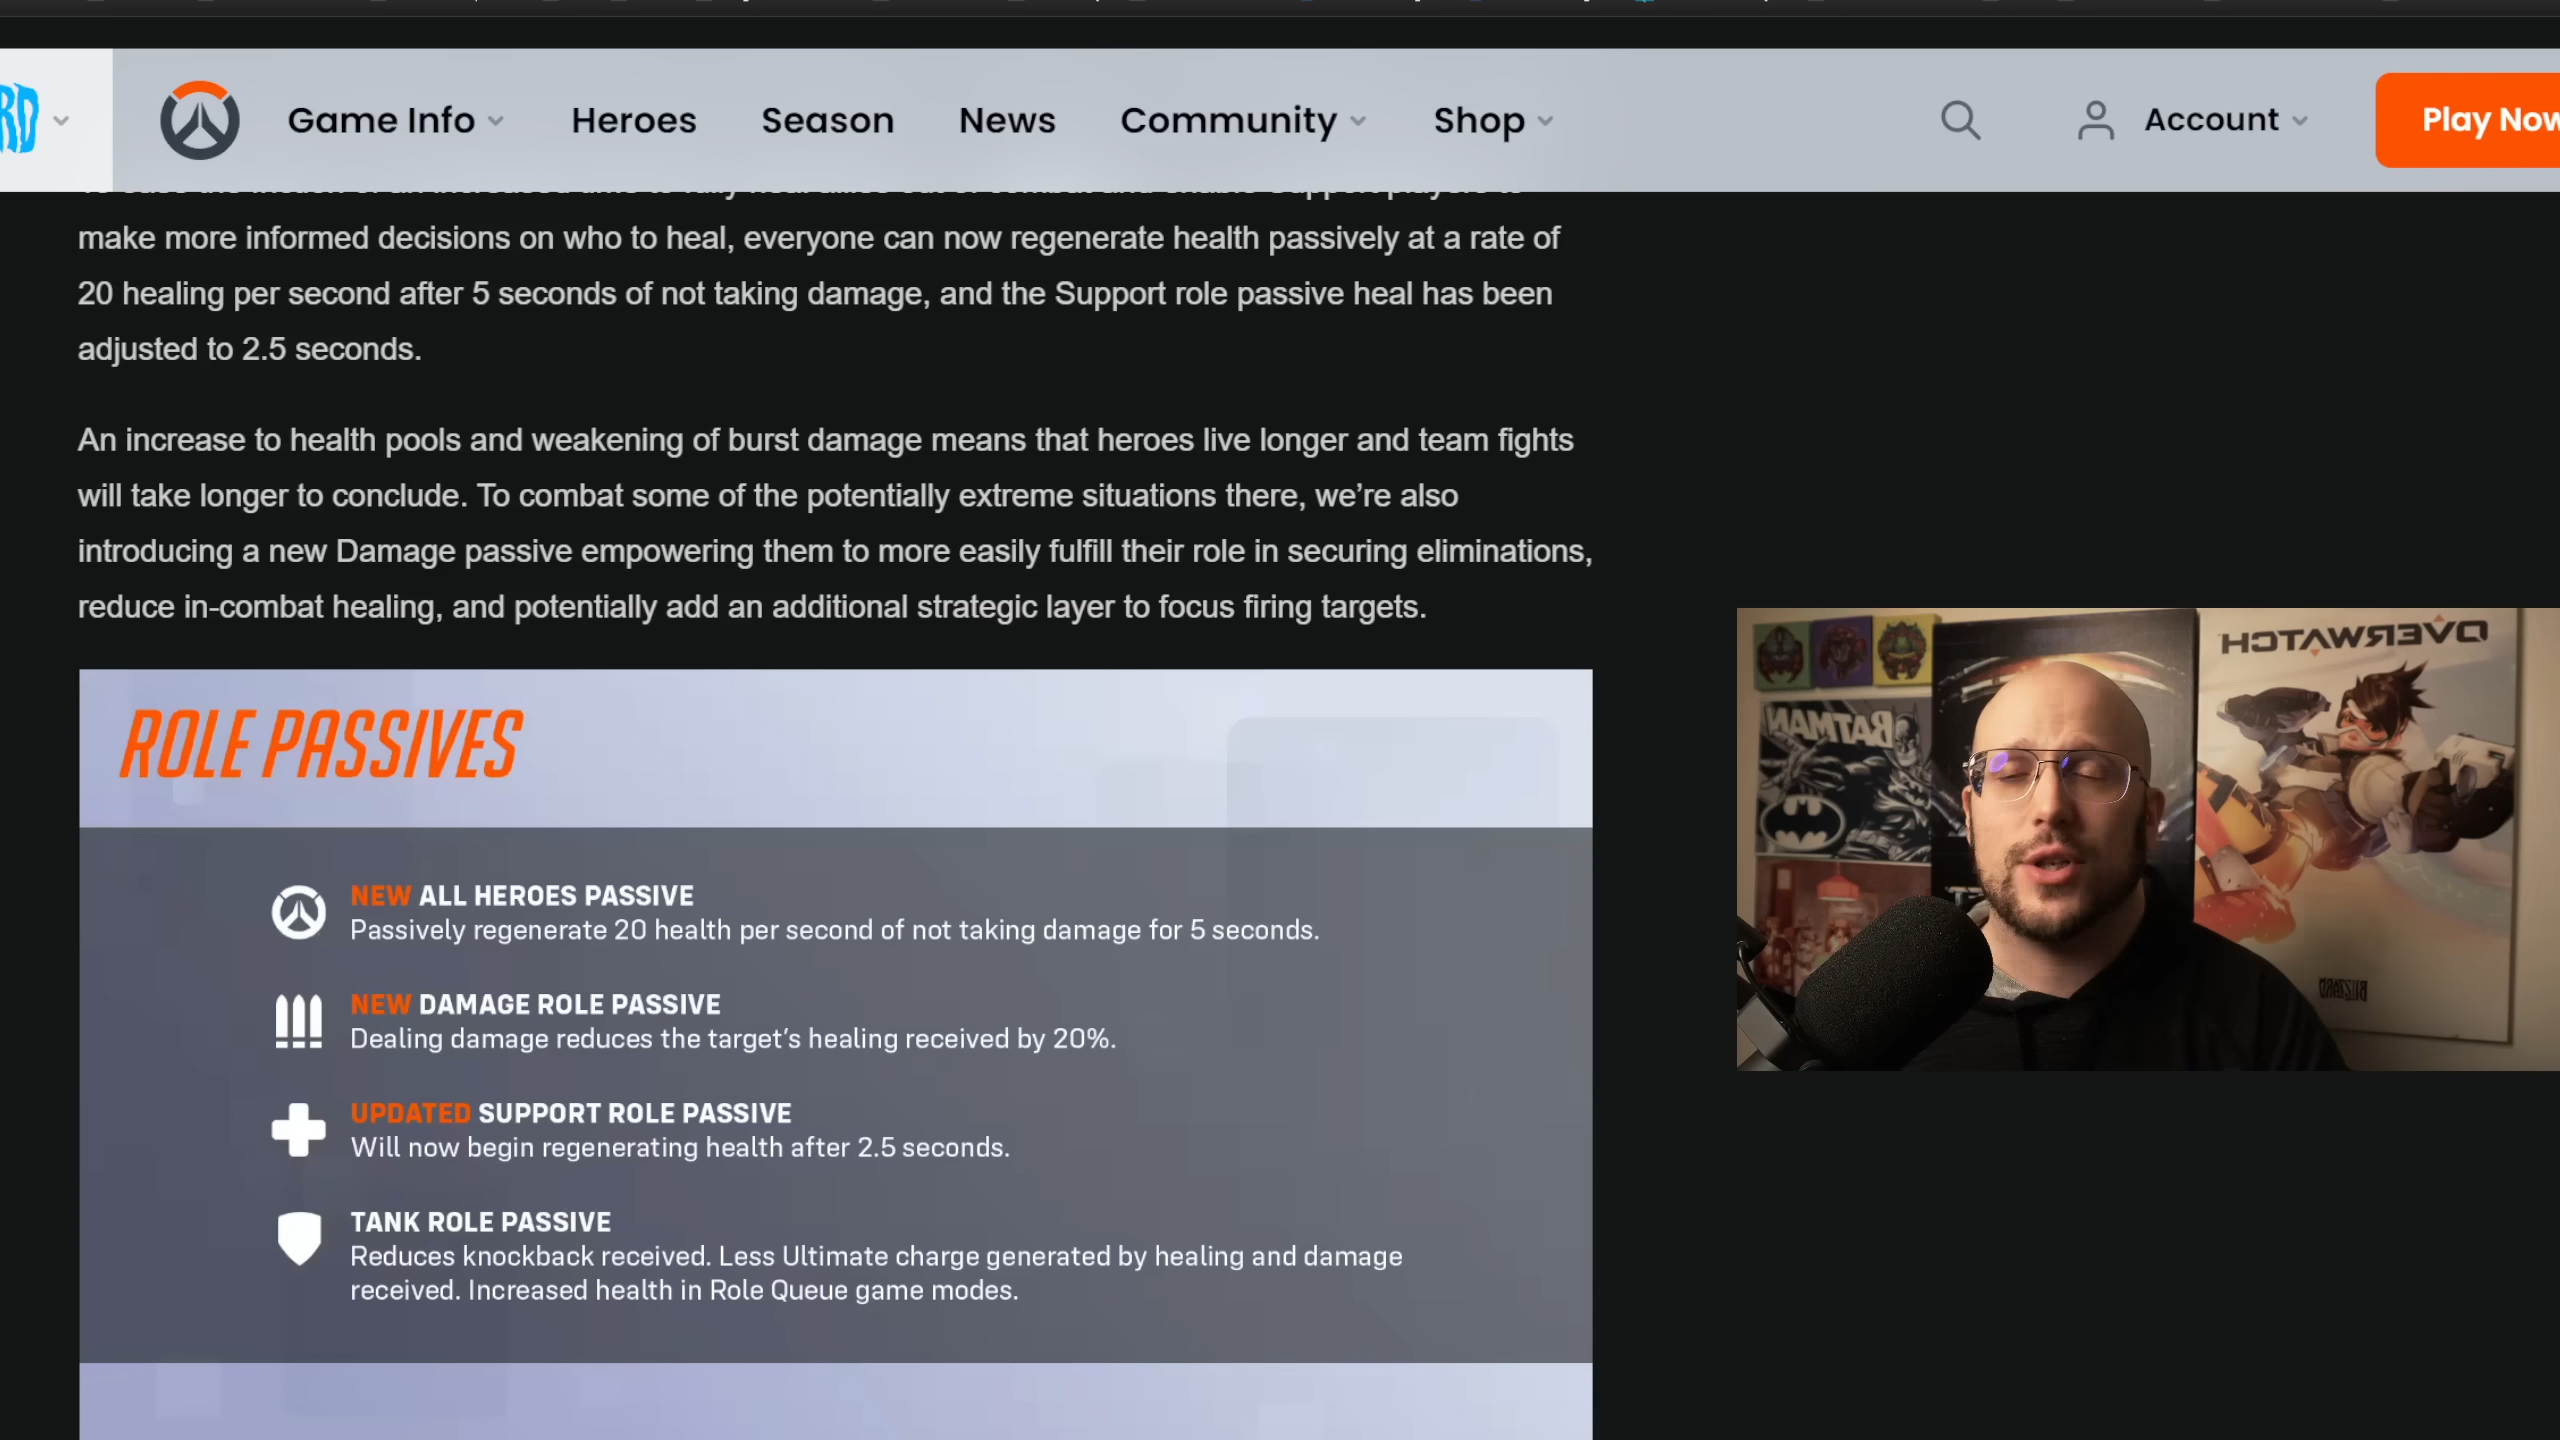 RD
Game Info
Heroes
Season
News
Community
Shop
Account
Play Now
make more informed decisions on who to heal, everyone can now regenerate health passively at a rate of
20 healing per second after 5 seconds of not taking damage, and the Support role passive heal has been
adjusted to 2.5 seconds.
An increase to health pools and weakening of burst damage means that heroes live longer and team fights
will take longer to conclude. To combat some of the potentially extreme situations there, we’re also
introducing a new Damage passive empowering them to more easily fulfill their role in securing eliminations,
reduce in-combat healing, and potentially add an additional strategic layer to focus firing targets.
ROLE PASSIVES
NEW ALL HEROES PASSIVE
Passively regenerate 20 health per second of not taking damage for 5 seconds.
NEW DAMAGE ROLE PASSIVE
Dealing damage reduces the target’s healing received by 20%.
UPDATED SUPPORT ROLE PASSIVE
Will now begin regenerating health after 2.5 seconds.
TANK ROLE PASSIVE
Reduces knockback received. Less Ultimate charge generated by healing and damage
received. Increased health in Role Queue game modes.
OVERWATCH
BATMAN
BLIZZARD